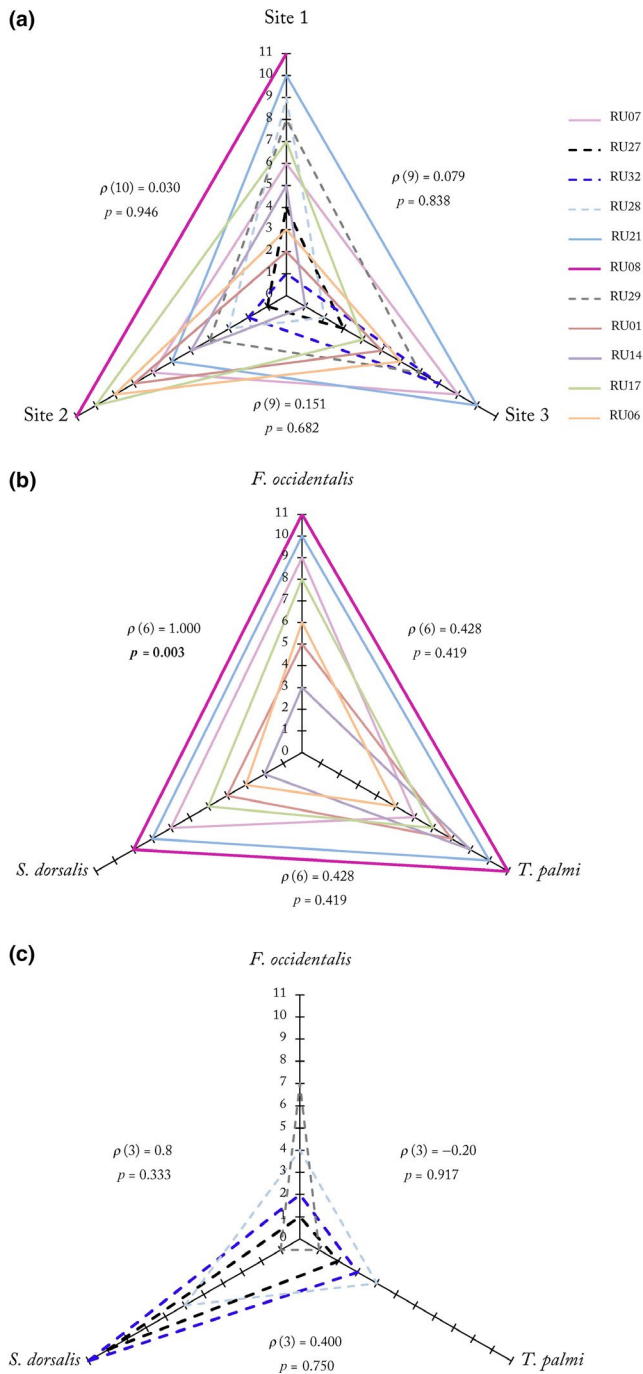 (a)
Site 1
11
10
9
8
7
6
5
4
3
2
1
0
ρ (10) = 0.030
p = 0.946
ρ (9) = 0.079
p = 0.838
Site 2
Site 3
ρ (9) = 0.151
p = 0.682
RU07
RU27
RU32
RU28
RU21
RU08
RU29
RU01
RU14
RU17
RU06
(b)
F. occidentalis
11
10
9
8
7
6
5
4
3
2
1
0
ρ (6) = 1.000
p = 0.003
ρ (6) = 0.428
p = 0.419
S. dorsalis
T. palmi
ρ (6) = 0.428
p = 0.419
(c)
F. occidentalis
11
10
9
8
7
6
5
4
3
2
1
0
ρ (3) = 0.8
p = 0.333
ρ (3) = −0.20
p = 0.917
S. dorsalis
T. palmi
ρ (3) = 0.400
p = 0.750